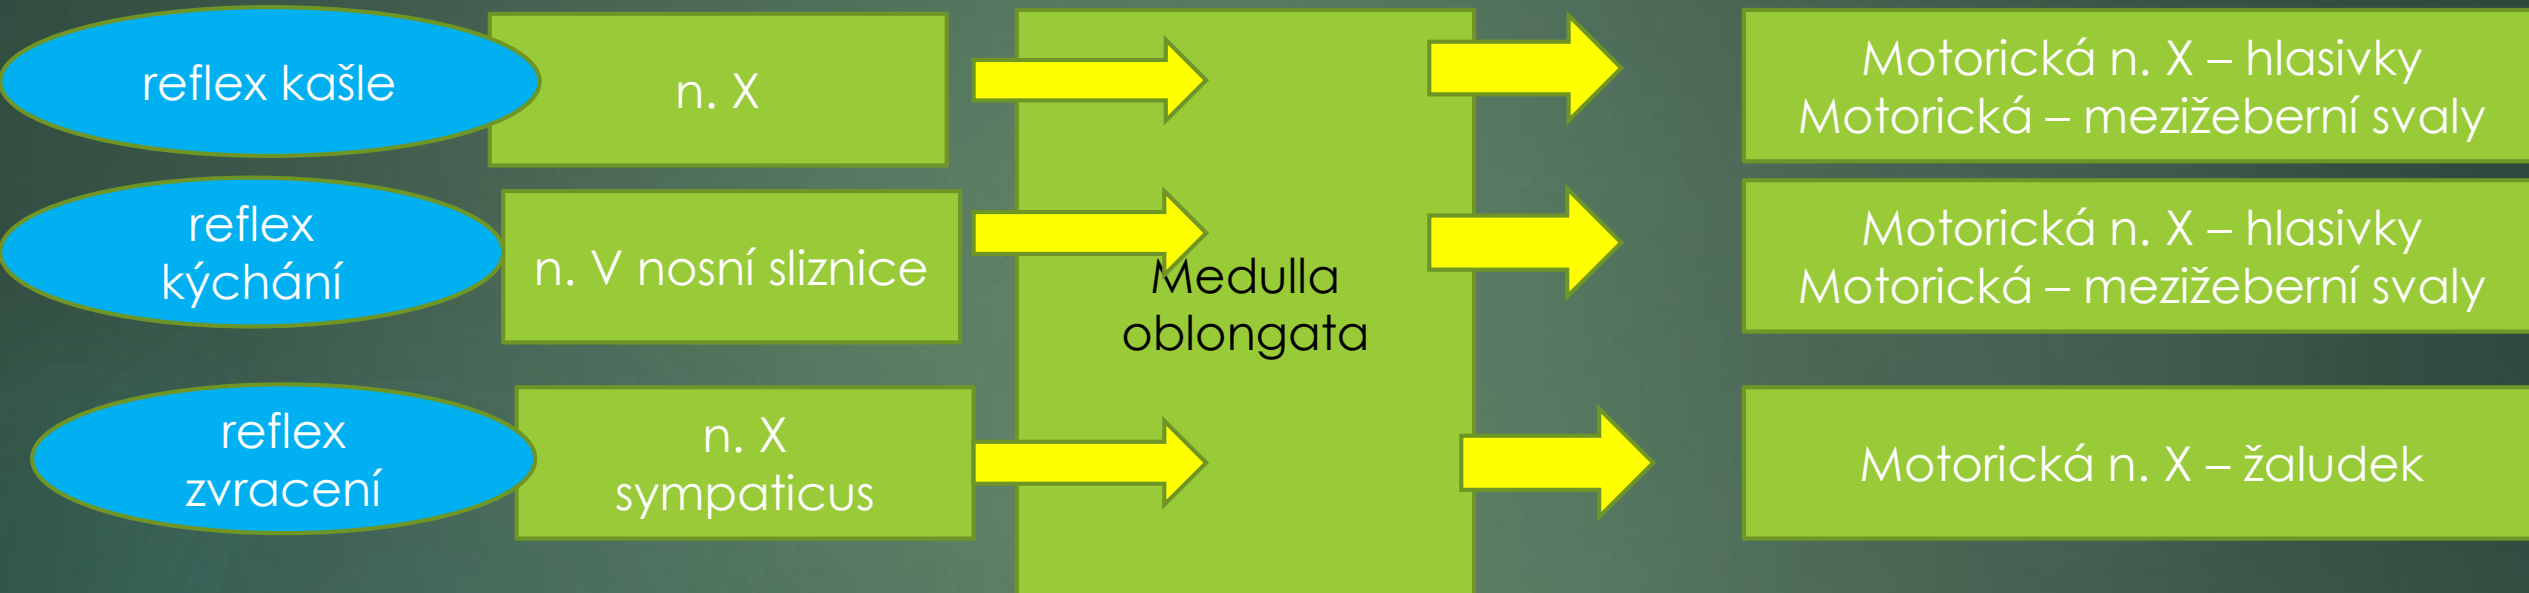 reflex kašle
n. X
Motorická n. X – hlasivky
Motorická – mezižeberní svaly
reflex
kýchání
n. V nosní sliznice
Medulla
oblongata
Motorická n. X – hlasivky
Motorická – mezižeberní svaly
reflex
zvracení
n. X
sympaticus
Motorická n. X – žaludek